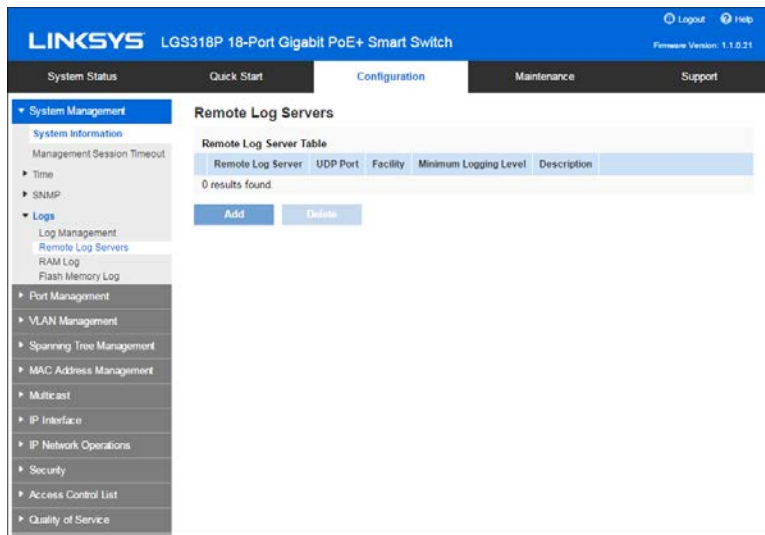 Logout Help
LINKSYS LGS318P 18-Port Gigabit PoE+ Smart Switch
Firmware Version: 1.1.0.21
System Status Quick Start Configuration Maintenance Support
System Management
System Information
Management Session Timeout
Time
SNMP
Logs
Log Management
Remote Log Servers
RAM Log
Flash Memory Log
Port Management
VLAN Management
Spanning Tree Management
MAC Address Management
Multicast
IP Interface
IP Network Operations
Security
Access Control List
Quality of Service
Remote Log Servers
Remote Log Server Table
Remote Log Server UDP Port Facility Minimum Logging Level Description
0 results found.
Add Delete